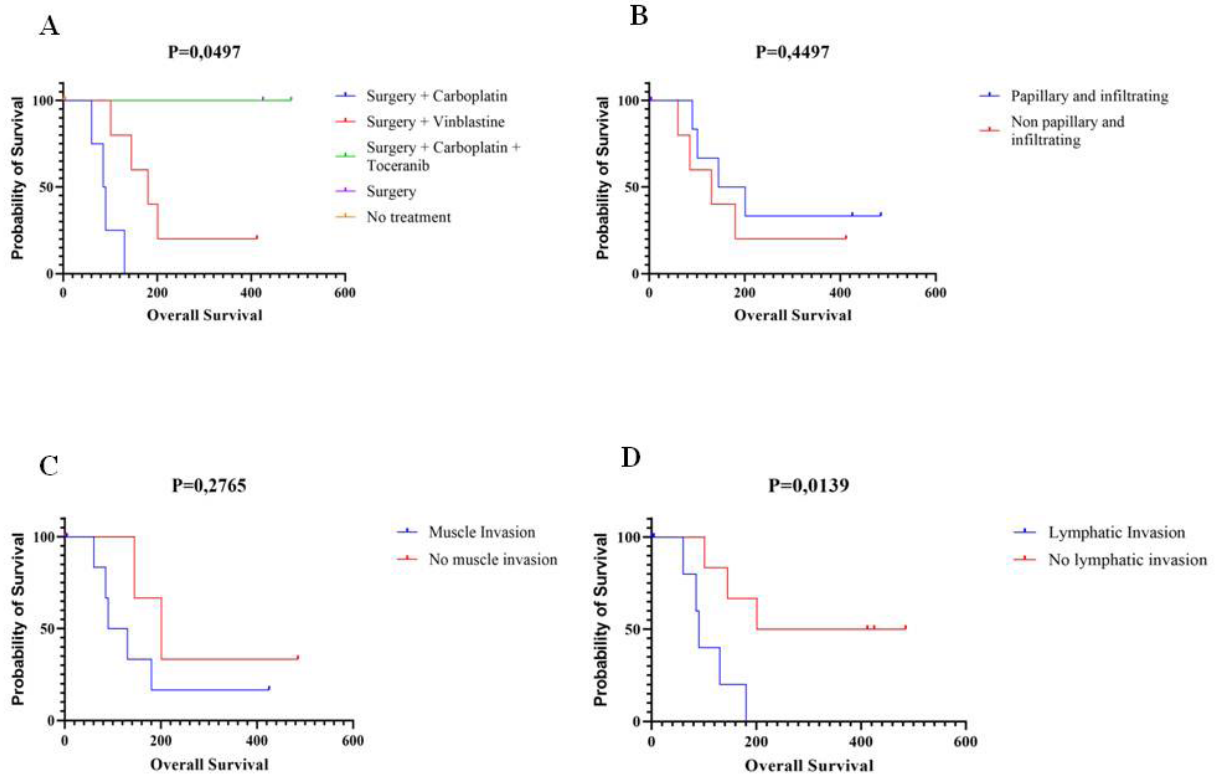 A
P=0,0497
Probability of Survival
100
50
0
0 200 400 600
Overall Survival
Surgery + Carboplatin
Surgery + Vinblastine
Surgery + Carboplatin +
Toceranib
Surgery
No treatment
B
P=0,4497
Probability of Survival
100
50
0
0 200 400 600
Overall Survival
Papillary and infiltrating
Non papillary and
infiltrating
C
P=0,2765
Probability of Survival
100
50
0
0 200 400 600
Overall Survival
Muscle Invasion
No muscle invasion
D
P=0,0139
Probability of Survival
100
50
0
0 200 400 600
Overall Survival
Lymphatic Invasion
No lymphatic invasion